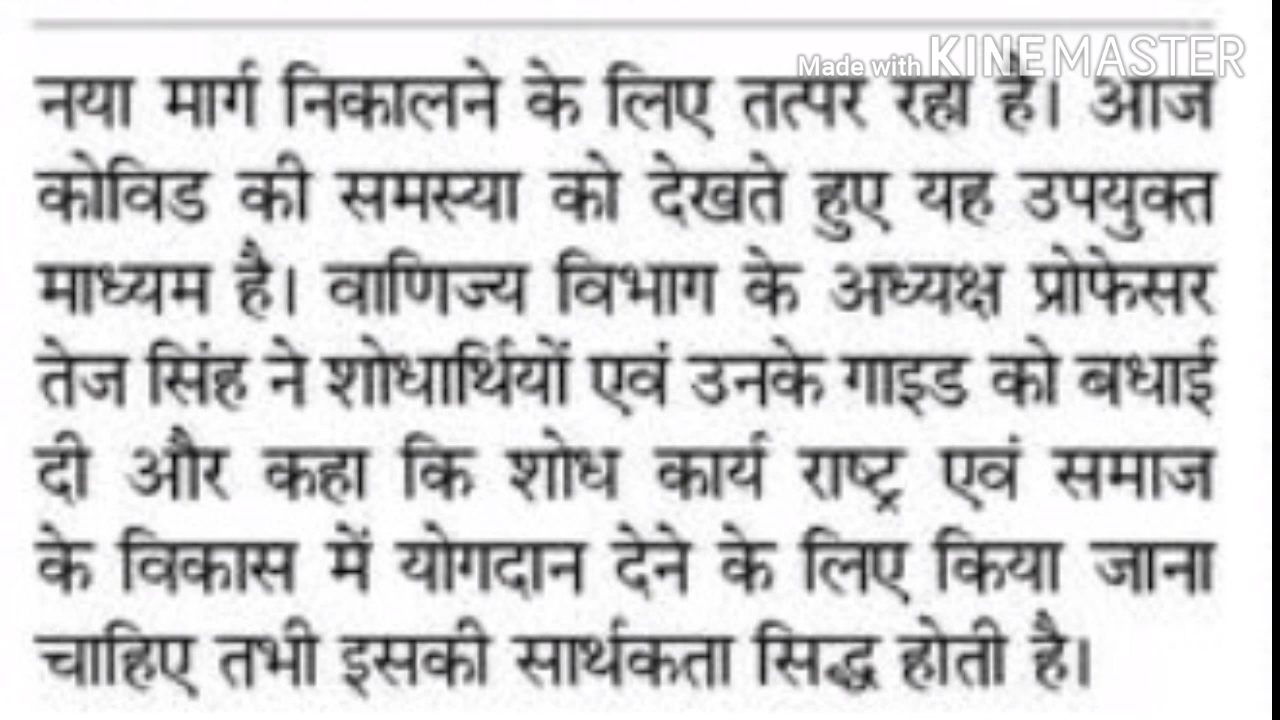 Made with KINEMASTER
नया मार्ग निकालने के लिए तत्पर रहा है। आज
कोविड की समस्या को देखते हुए यह उपयुक्त
माध्यम है। वाणिज्य विभाग के अध्यक्ष प्रोफेसर
तेज सिंह ने शोधार्थियों एवं उनके गाइड को बधाई
दी और कहा कि शोध कार्य राष्ट्र एवं समाज
के विकास में योगदान देने के लिए किया जाना
चाहिए तभी इसकी सार्थकता सिद्ध होती है।